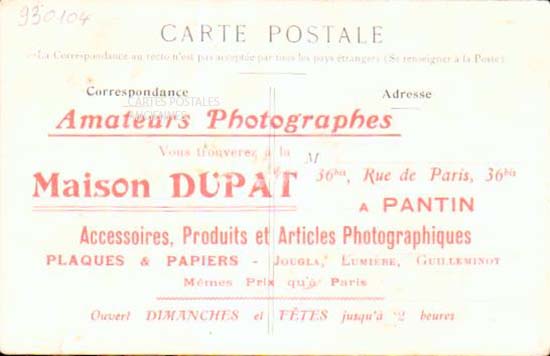 930104
CARTE POSTALE
La Correspondance au recto n'est pas acceptée par tous les pays étrangers (Se renseigner à la Poste)
Correspondance Adresse
CARTES POSTALES
ANCIENNES
Amateurs Photographes
Vous trouverez à la M
Maison DUPAT 36bis, Rue de Paris, 36bis
A PANTIN
Accessoires, Produits et Articles Photographiques
PLAQUES & PAPIERS - JOUGLA, LUMIÈRE, GUILLEMINOT
Mêmes Prix qu'à Paris
Ouvert DIMANCHES et FÊTES jusqu'à 2 heures